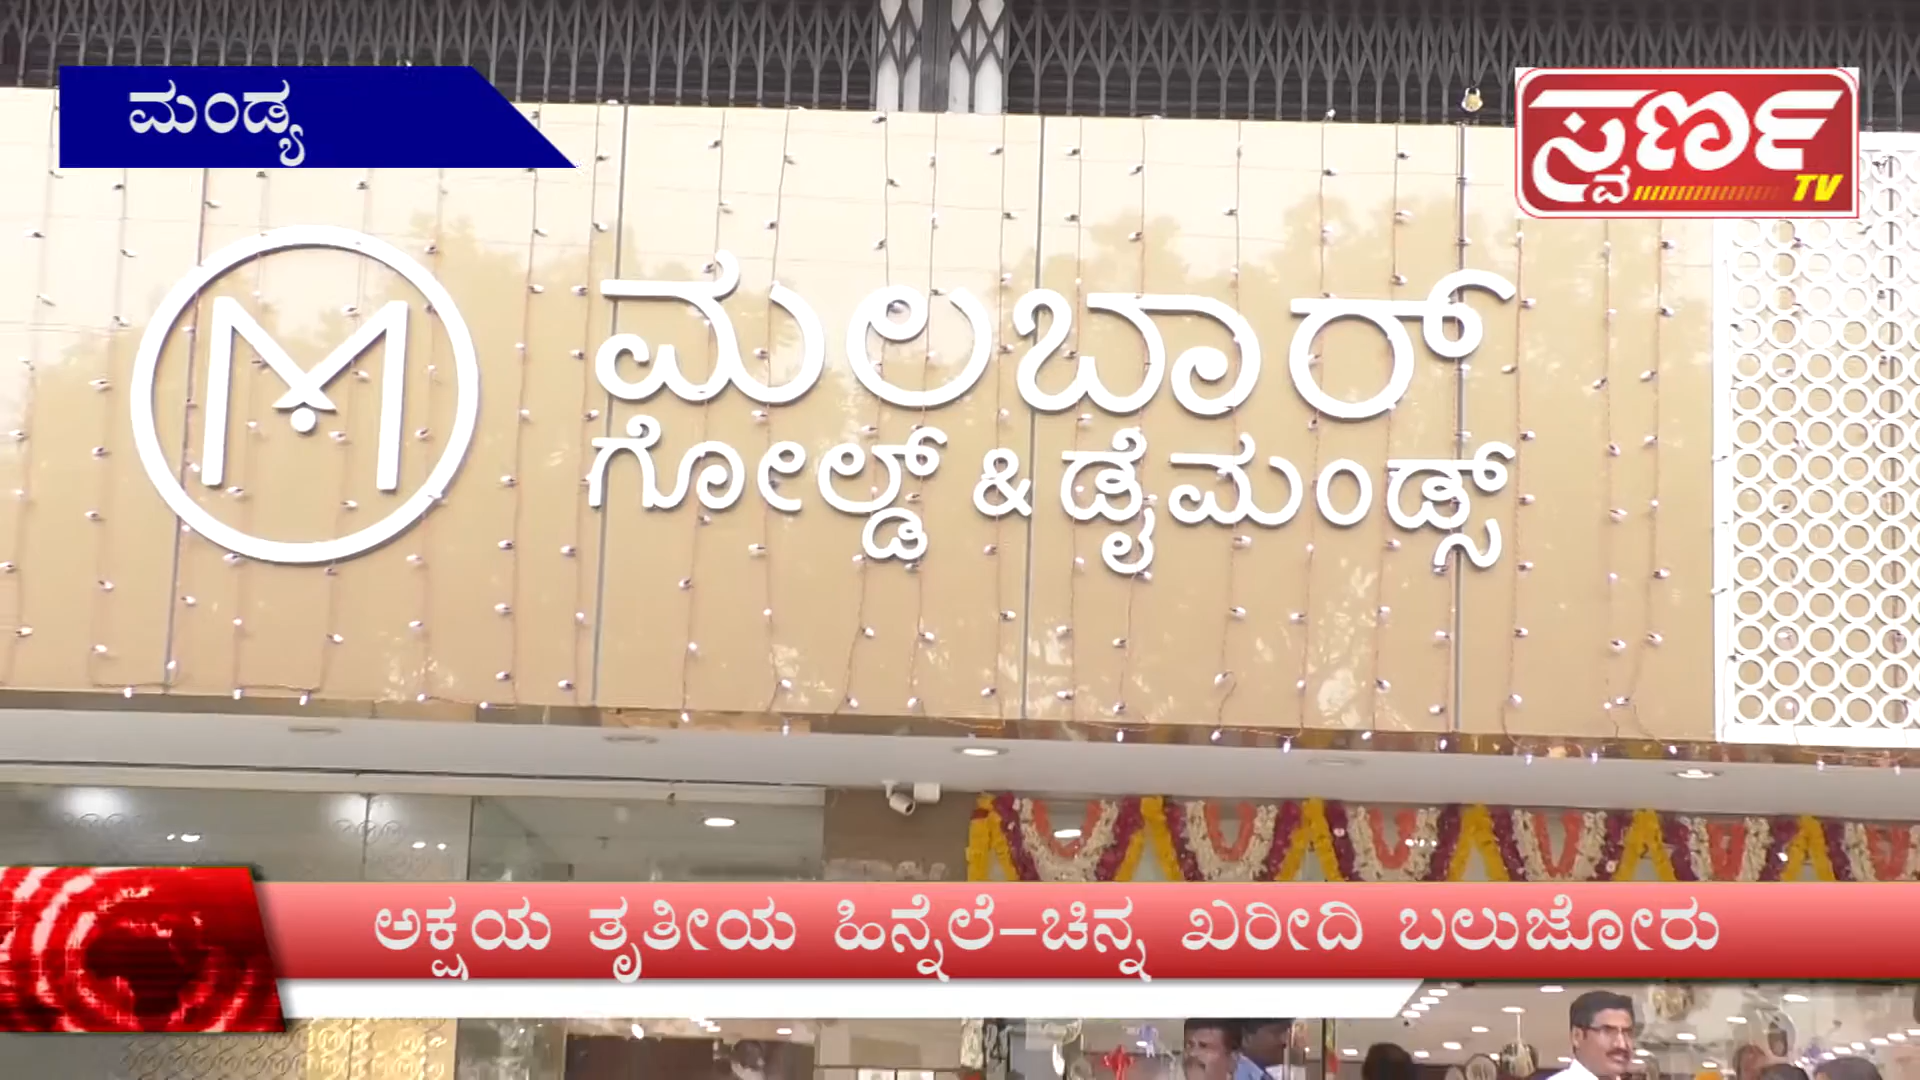 ಮಂಡ್ಯ
ಸ್ವರ್ಣ
TV
ಮಲಬಾರ್
ಗೋಲ್ಡ್ & ಡೈಮಂಡ್ಸ್
ಅಕ್ಷಯ ತೃತೀಯ ಹಿನ್ನೆಲೆ-ಚಿನ್ನ ಖರೀದಿ ಬಲುಜೋರು